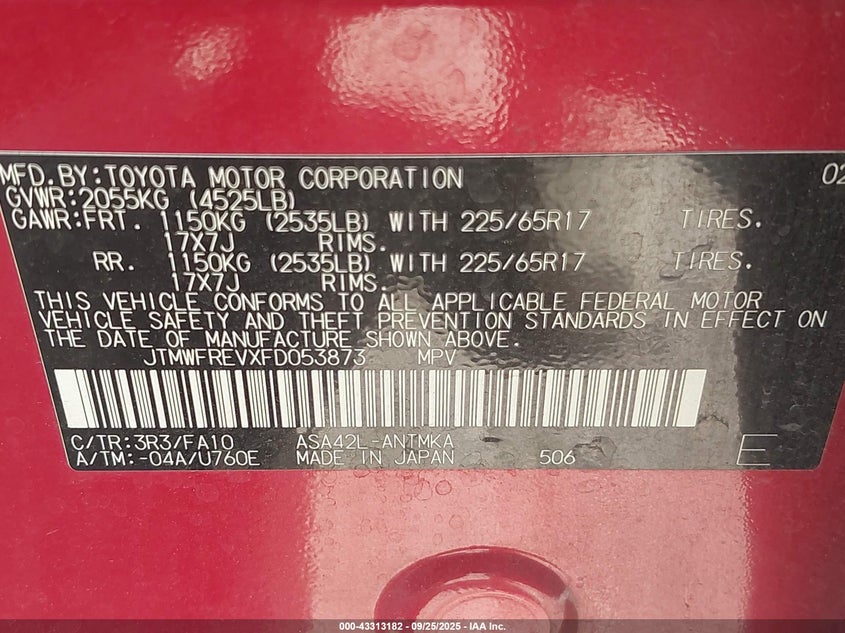 MFD.BY:TOYOTA MOTOR CORPORATION 02
GVWR:2055KG (4525LB)
GAWR:FRT. 1150KG (2535LB) WITH 225/65R17 TIRES.
17X7J RIMS.
RR. 1150KG (2535LB) WITH 225/65R17 TIRES.
17X7J RIMS.
THIS VEHICLE CONFORMS TO ALL APPLICABLE FEDERAL MOTOR
VEHICLE SAFETY AND THEFT PREVENTION STANDARDS IN EFFECT ON
THE DATE OF MANUFACTURE SHOWN ABOVE.
JTMWFREVXFD053873 MPV
C/TR:3R3/FA10 ASA42L-ANTMKA
A/TM:-04A/U760E MADE IN JAPAN 506 E
000-43313182 - 09/25/2025 - IAA Inc.